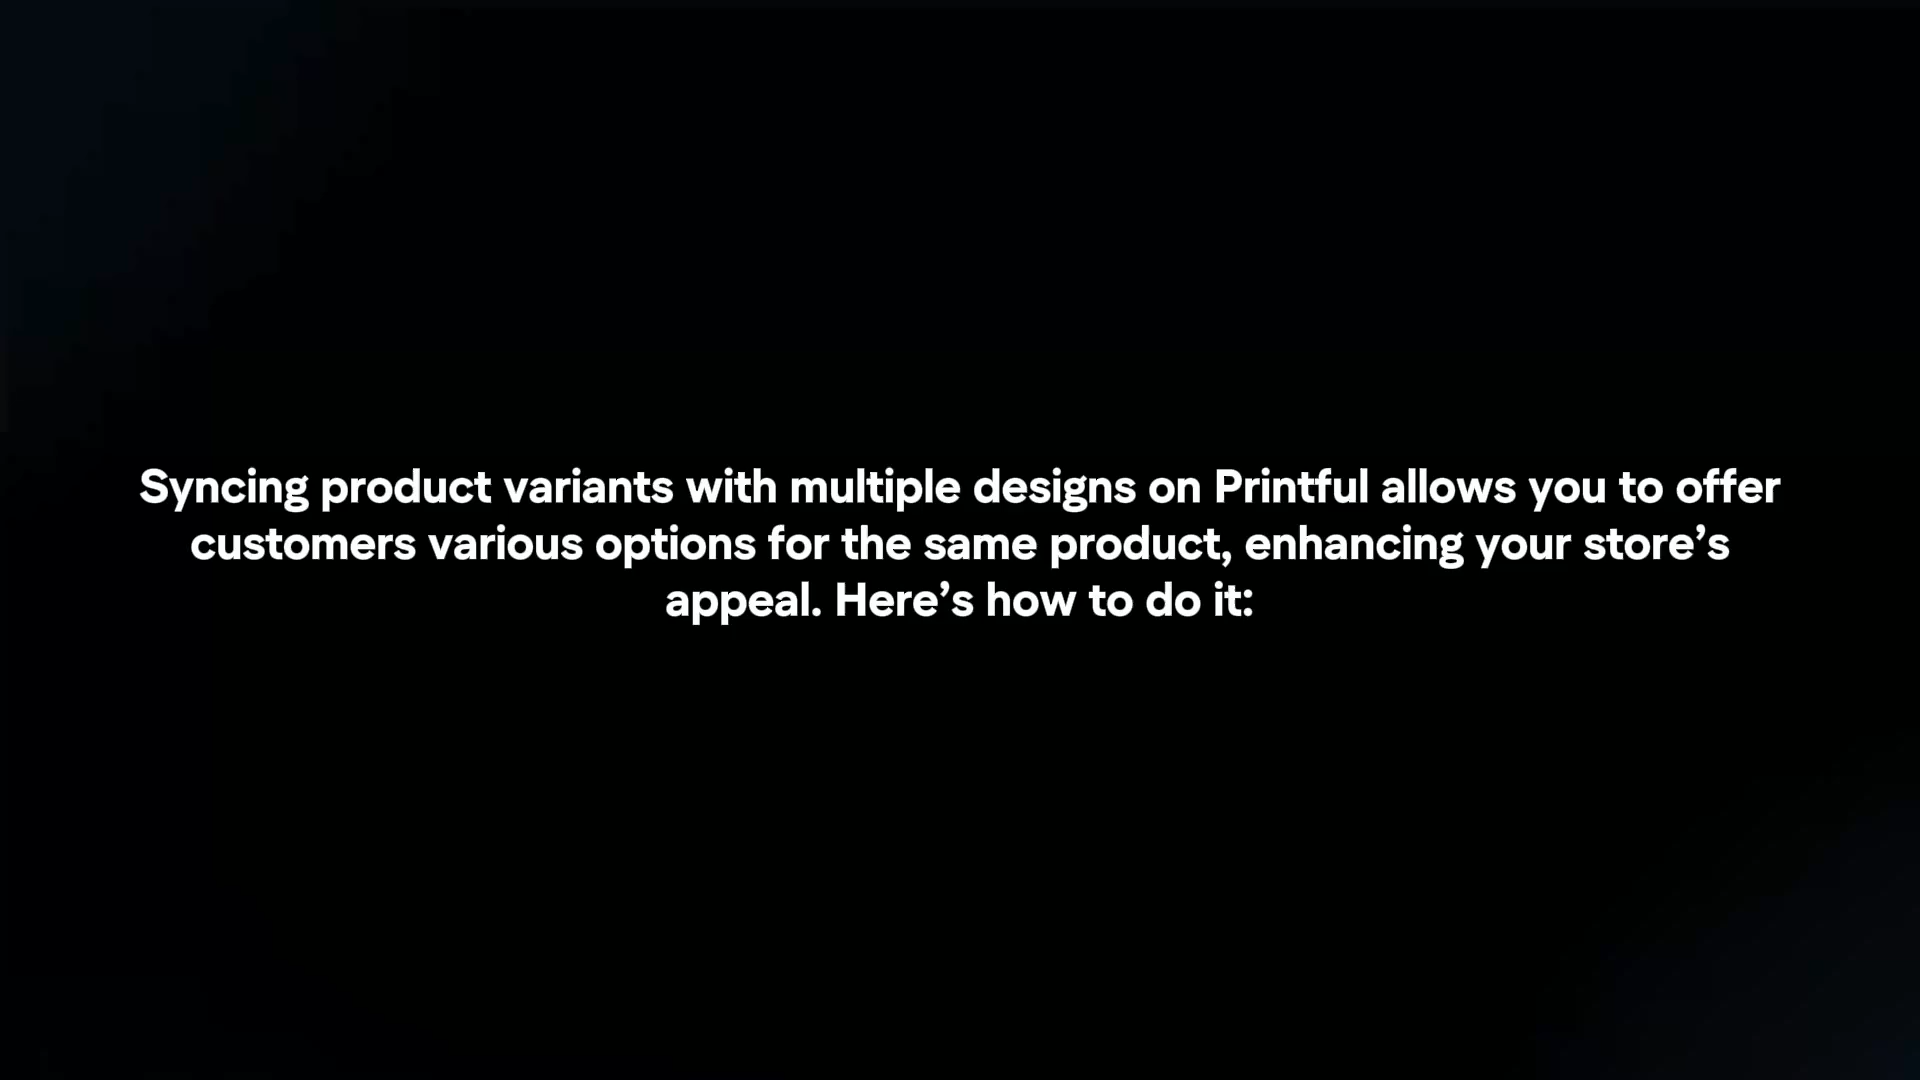 Syncing product variants with multiple designs on Printful allows you to offer
customers various options for the same product, enhancing your store’s
appeal. Here’s how to do it: